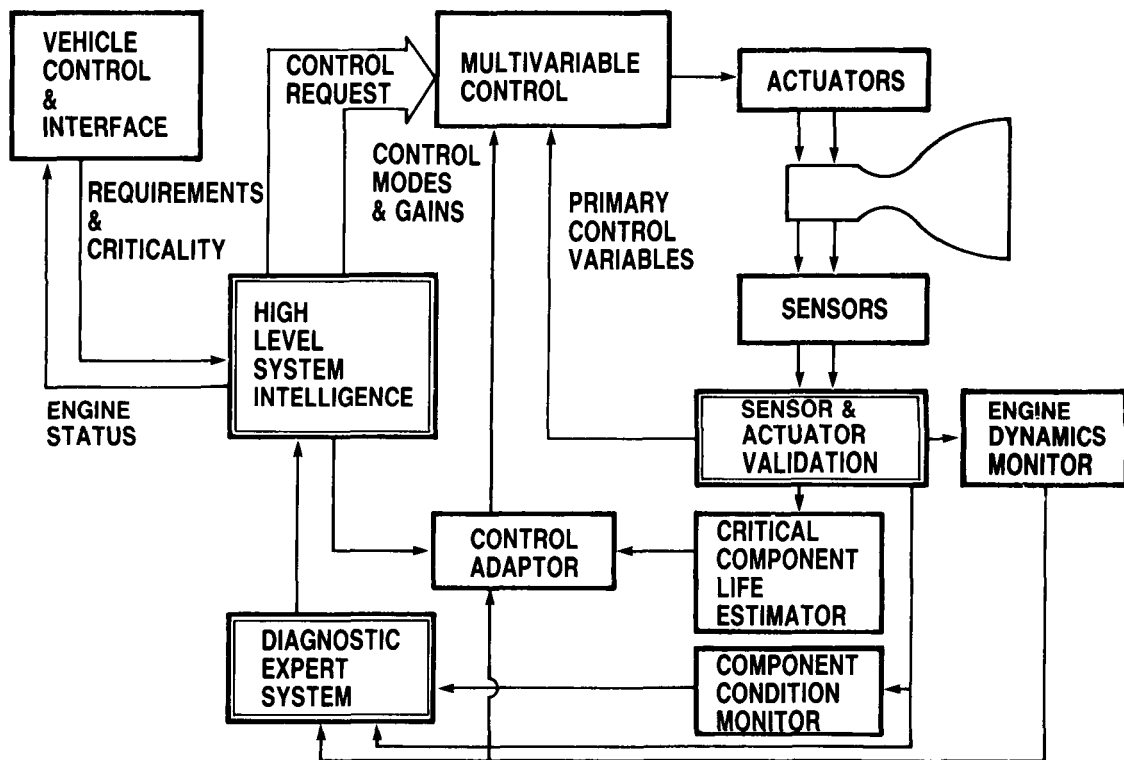 VEHICLE
CONTROL
&
INTERFACE
CONTROL
REQUEST
MULTIVARIABLE
CONTROL
ACTUATORS
REQUIREMENTS
&
CRITICALITY
CONTROL
MODES
& GAINS
PRIMARY
CONTROL
VARIABLES
HIGH
LEVEL
SYSTEM
INTELLIGENCE
SENSORS
ENGINE
STATUS
SENSOR &
ACTUATOR
VALIDATION
ENGINE
DYNAMICS
MONITOR
CONTROL
ADAPTOR
CRITICAL
COMPONENT
LIFE
ESTIMATOR
DIAGNOSTIC
EXPERT
SYSTEM
COMPONENT
CONDITION
MONITOR